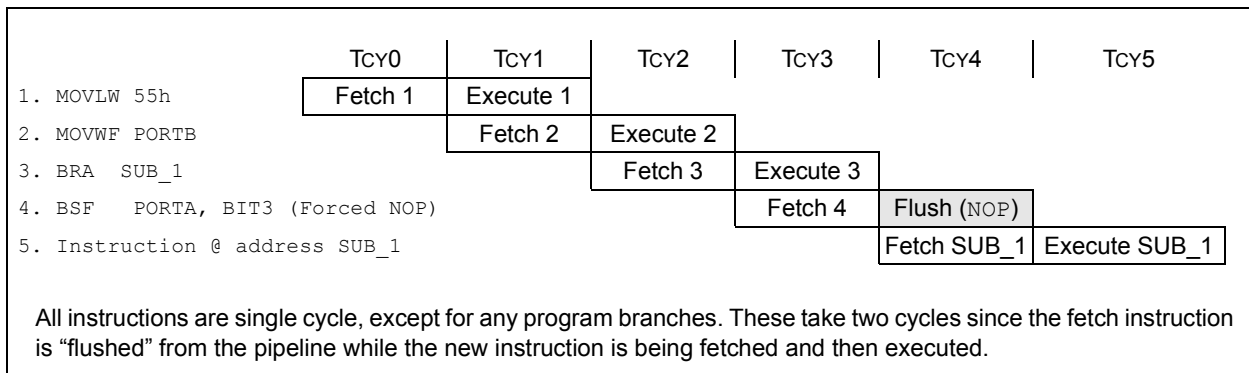 TCY0 TCY1 TCY2 TCY3 TCY4 TCY5
1. MOVLW 55h Fetch 1 Execute 1
2. MOVWF PORTB Fetch 2 Execute 2
3. BRA SUB_1 Fetch 3 Execute 3
4. BSF PORTA, BIT3 (Forced NOP) Fetch 4 Flush (NOP)
5. Instruction @ address SUB_1 Fetch SUB_1 Execute SUB_1
All instructions are single cycle, except for any program branches. These take two cycles since the fetch instruction
is “flushed” from the pipeline while the new instruction is being fetched and then executed.